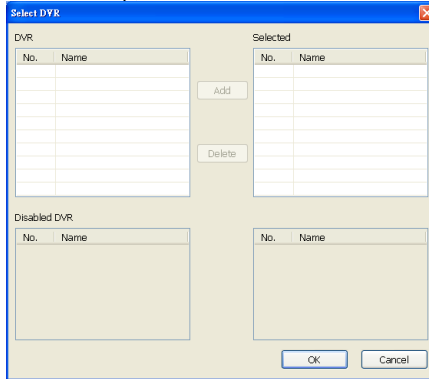 Select DVR
DVR
Selected
No. Name
No. Name
Add
Delete
Disabled DVR
No. Name
No. Name
OK Cancel